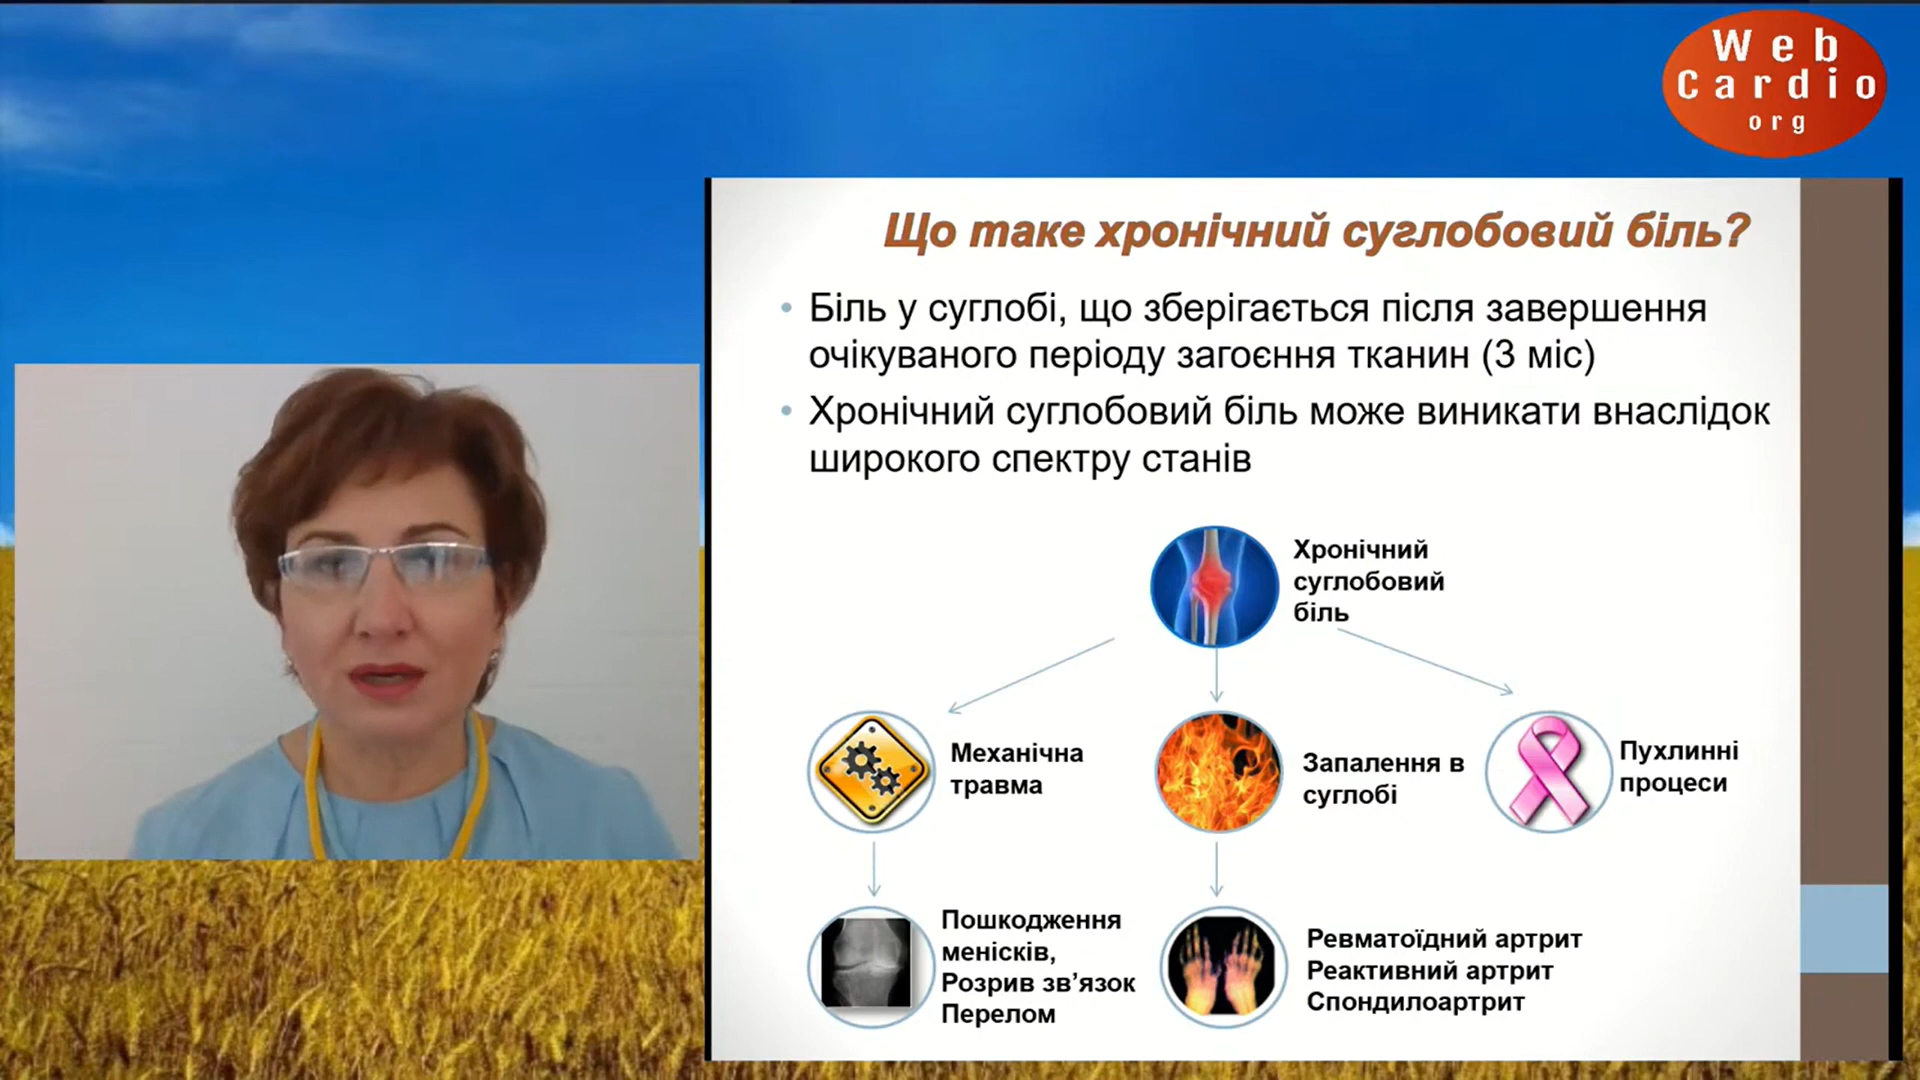 Web
Cardio
org
Що таке хронічний суглобовий біль?
• Біль у суглобі, що зберігається після завершення
очікуваного періоду загоєння тканин (3 міс)
• Хронічний суглобовий біль може виникати внаслідок
широкого спектру станів
Хронічний
суглобовий
біль
Механічна
травма
Запалення в
суглобі
Пухлинні
процеси
Пошкодження
менісків,
Розрив зв’язок
Перелом
Ревматоїдний артрит
Реактивний артрит
Спондилоартрит